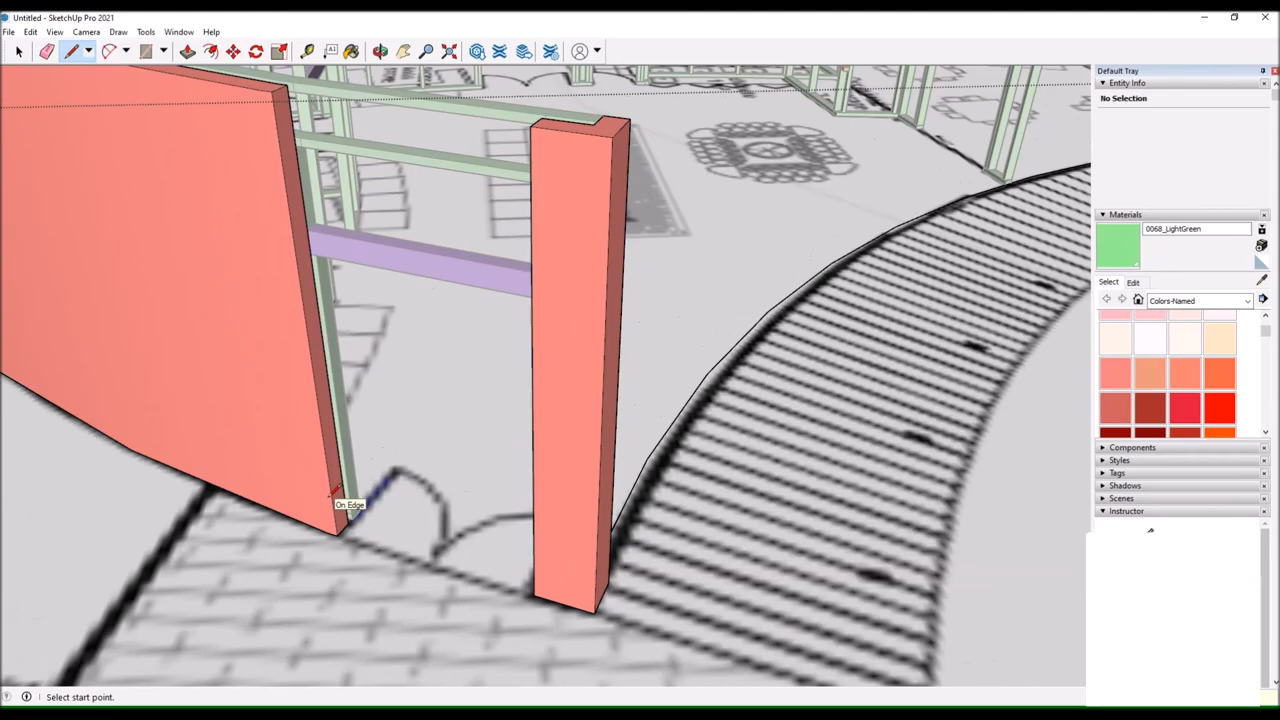 Untitled - SketchUp Pro 2021
File Edit View Camera Draw Tools Window Help
Default Tray
Entity Info
No Selection
Materials
0068_LightGreen
Select Edit
Colors-Named
Components
Styles
Tags
Shadows
Scenes
Instructor
On Edge
Select start point.